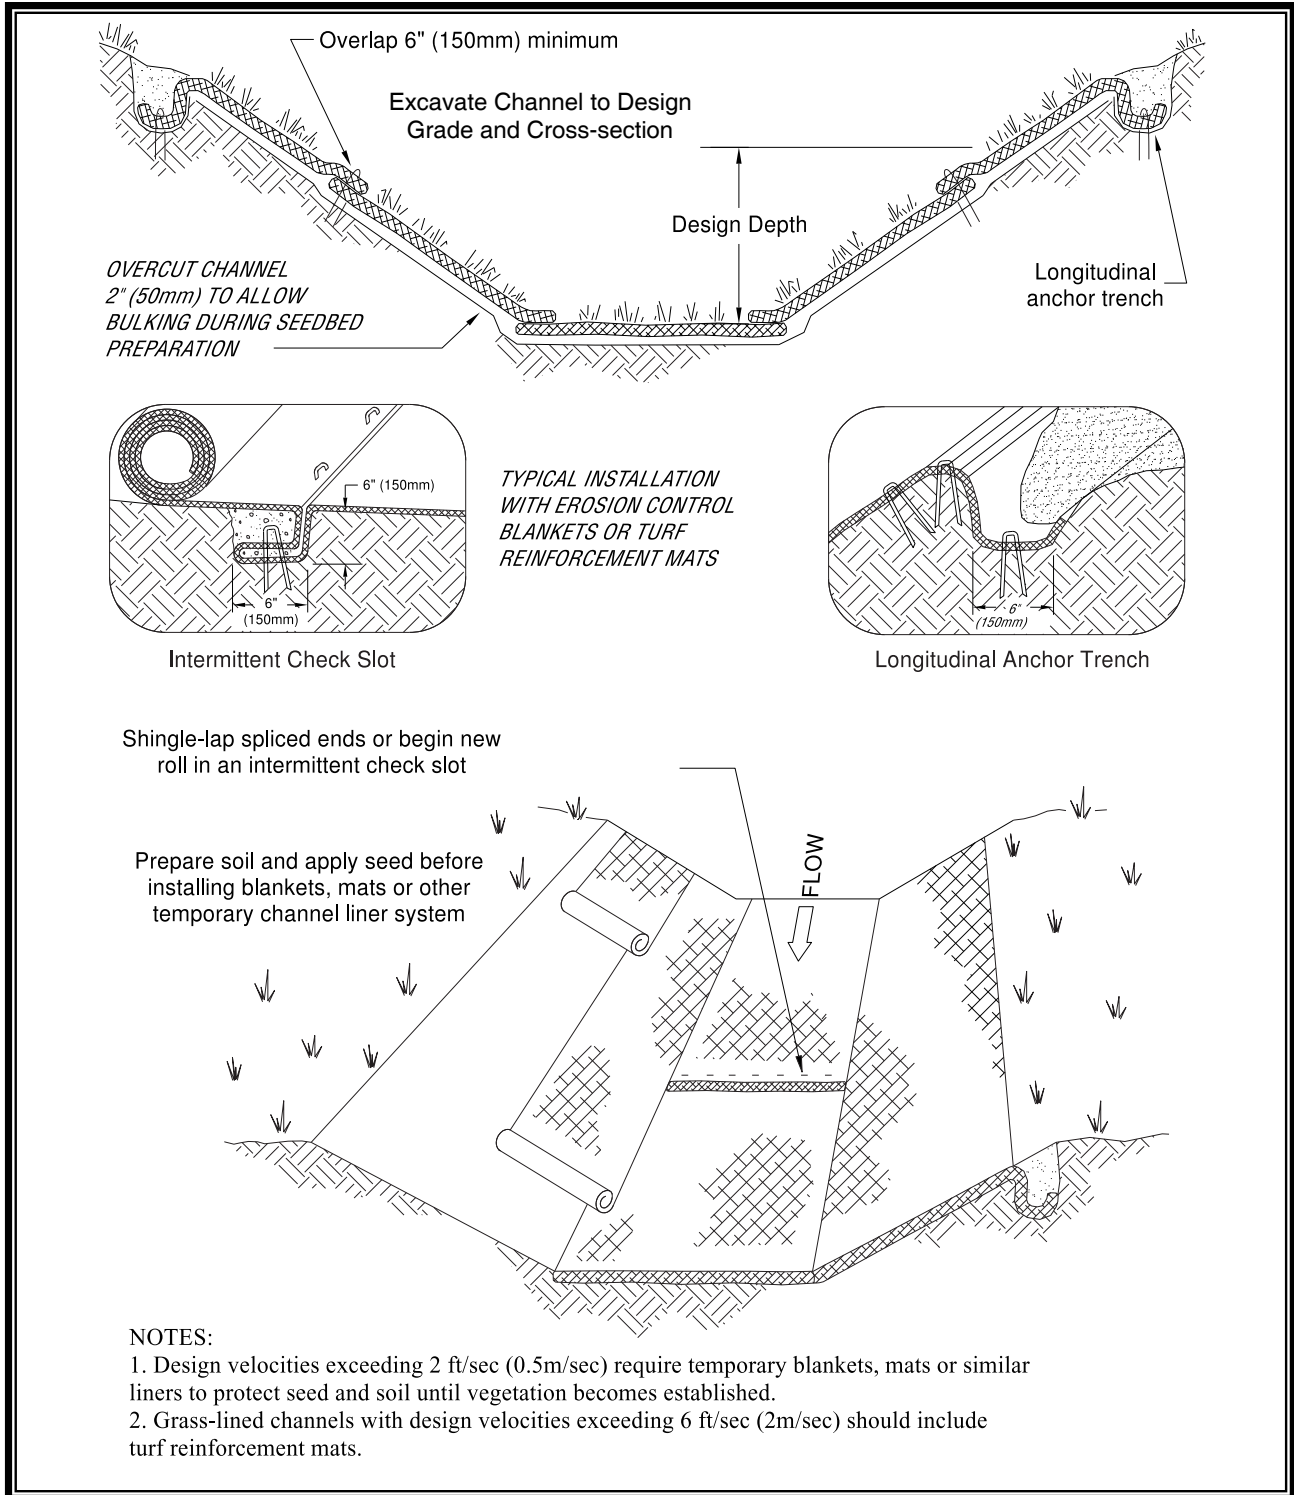 Overlap 6" (150mm) minimum
Excavate Channel to Design
Grade and Cross-section
Design Depth
OVERCUT CHANNEL
2" (50mm) TO ALLOW
BULKING DURING SEEDBED
PREPARATION
Longitudinal
anchor trench
6" (150mm)
6"
(150mm)
Intermittent Check Slot
TYPICAL INSTALLATION
WITH EROSION CONTROL
BLANKETS OR TURF
REINFORCEMENT MATS
6"
(150mm)
Longitudinal Anchor Trench
Shingle-lap spliced ends or begin new
roll in an intermittent check slot
Prepare soil and apply seed before
installing blankets, mats or other
temporary channel liner system
FLOW
NOTES:
1. Design velocities exceeding 2 ft/sec (0.5m/sec) require temporary blankets, mats or similar
liners to protect seed and soil until vegetation becomes established.
2. Grass-lined channels with design velocities exceeding 6 ft/sec (2m/sec) should include
turf reinforcement mats.